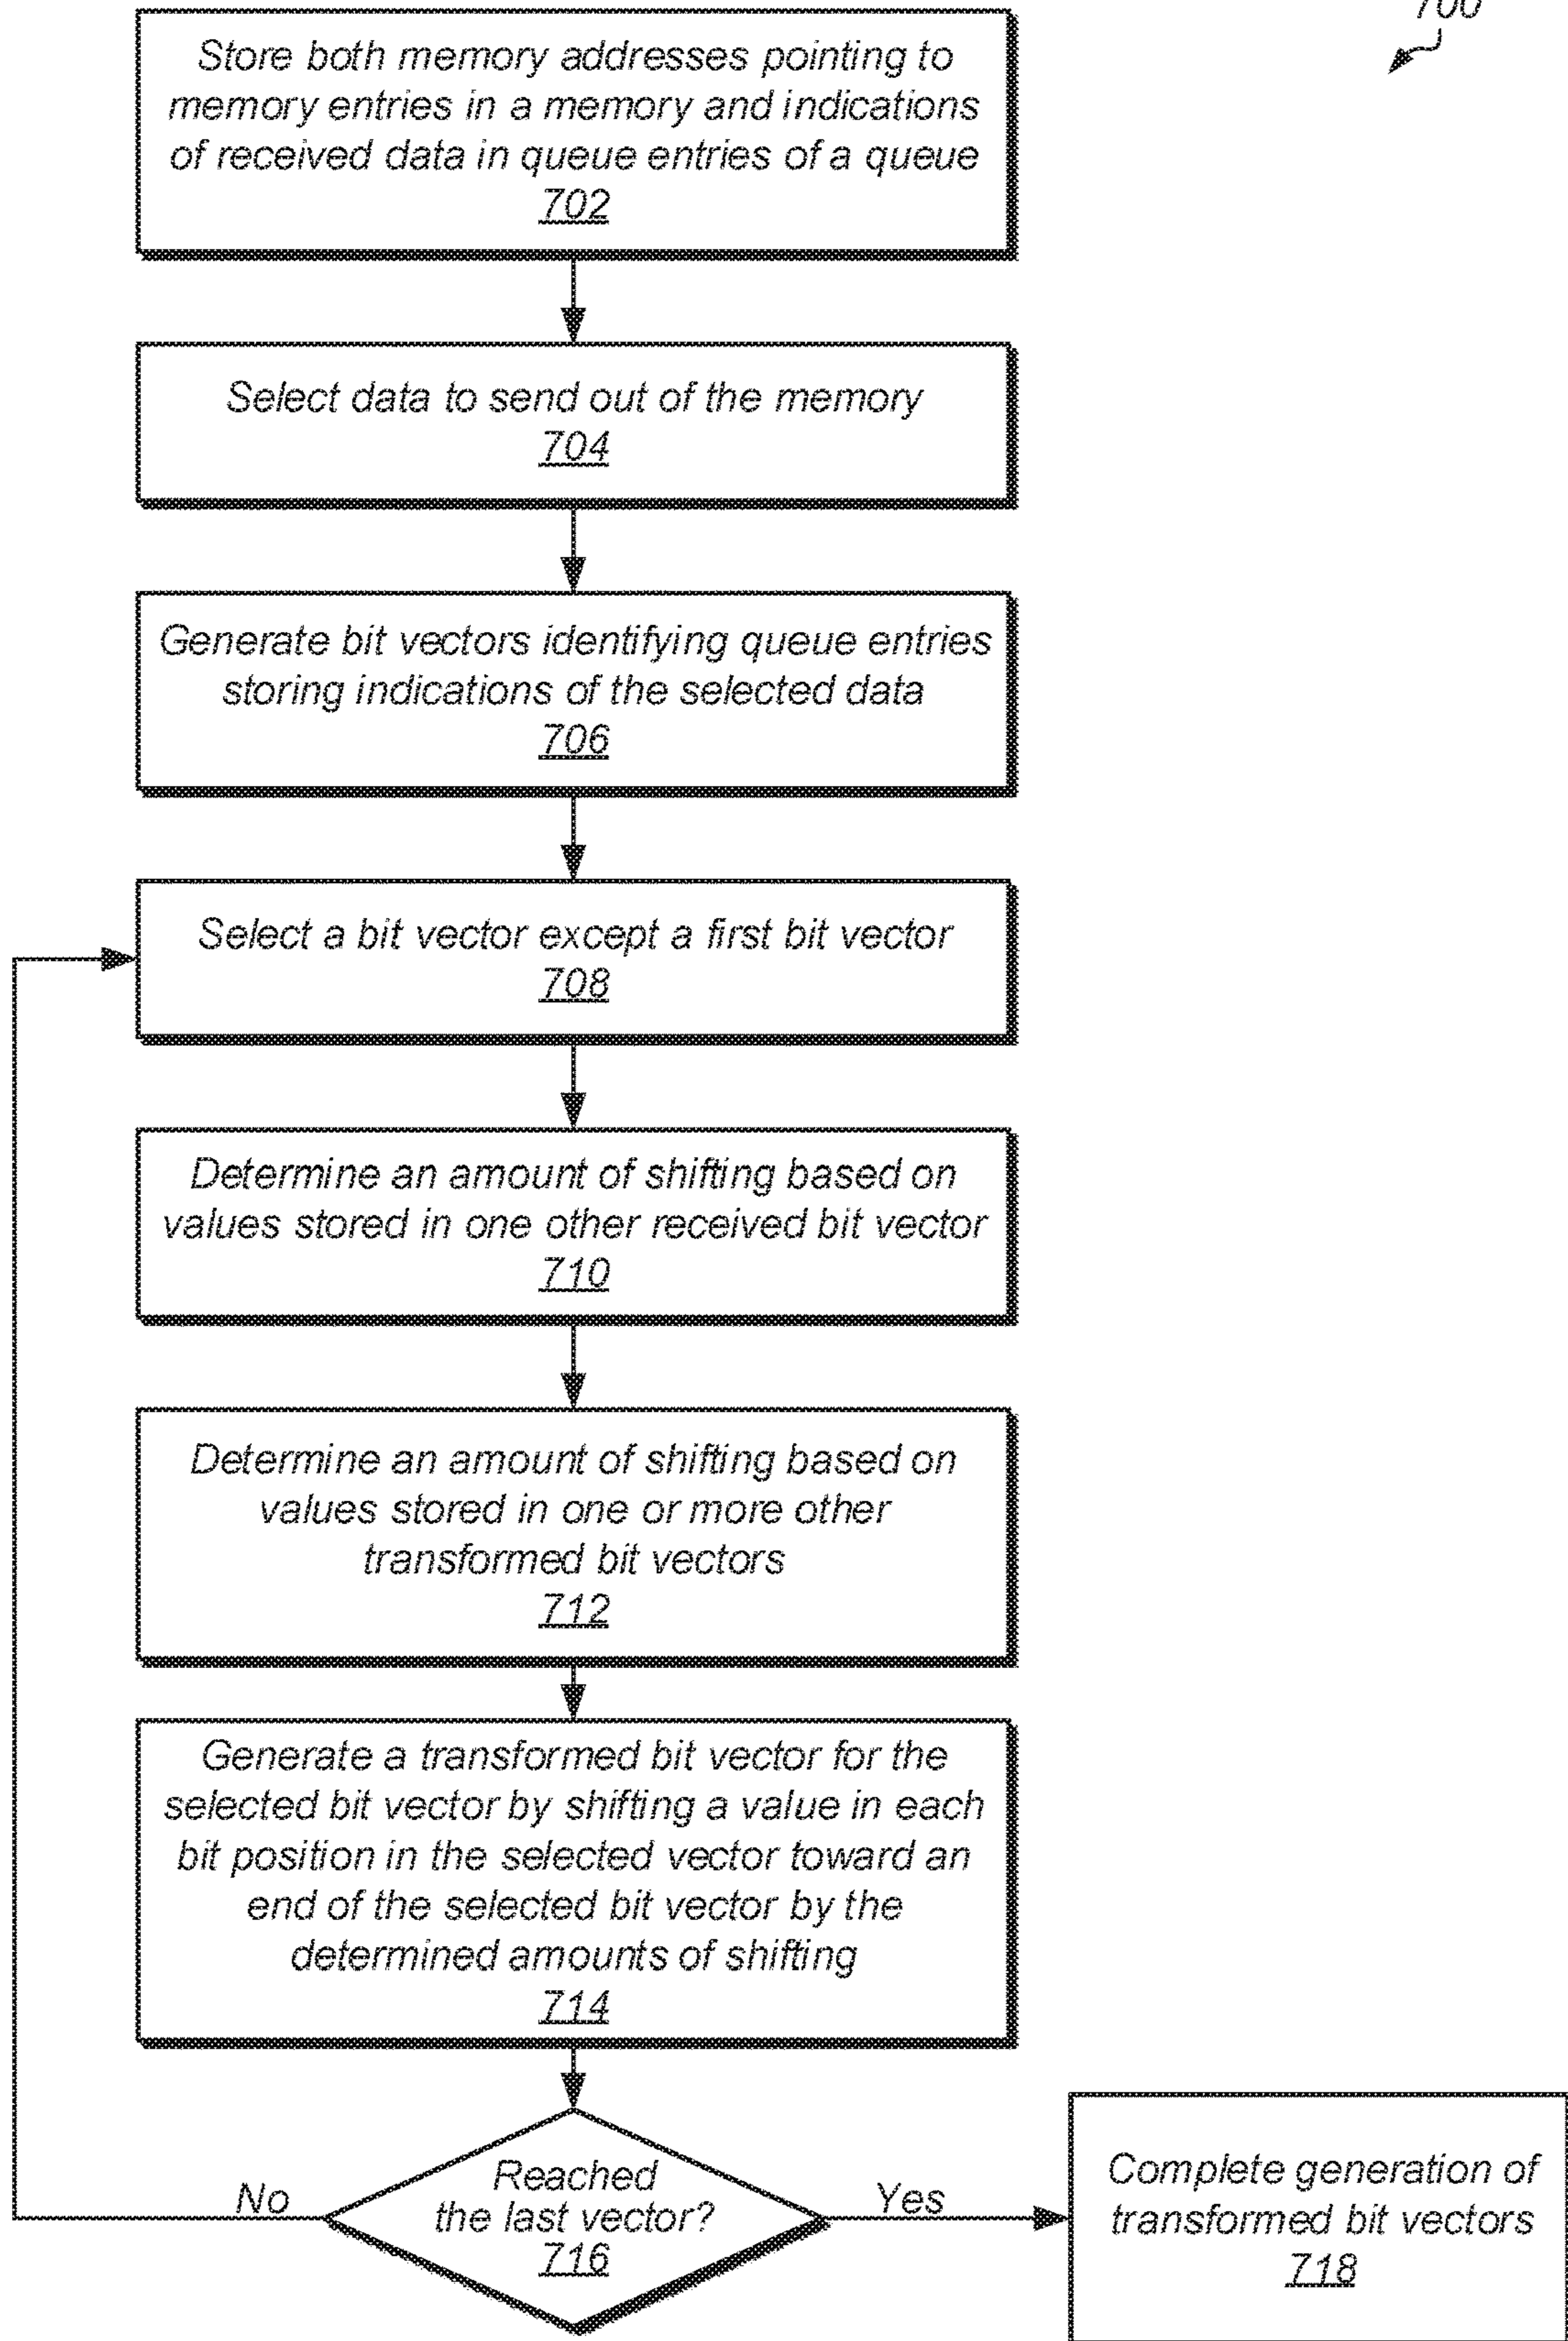 700
Store both memory addresses pointing to
memory entries in a memory and indications
of received data in queue entries of a queue
702
Select data to send out of the memory
704
Generate bit vectors identifying queue entries
storing indications of the selected data
706
Select a bit vector except a first bit vector
708
Determine an amount of shifting based on
values stored in one other received bit vector
710
Determine an amount of shifting based on
values stored in one or more other
transformed bit vectors
712
Generate a transformed bit vector for the
selected bit vector by shifting a value in each
bit position in the selected vector toward an
end of the selected bit vector by the
determined amounts of shifting
714
Reached
the last vector?
716
No
Yes
Complete generation of
transformed bit vectors
718